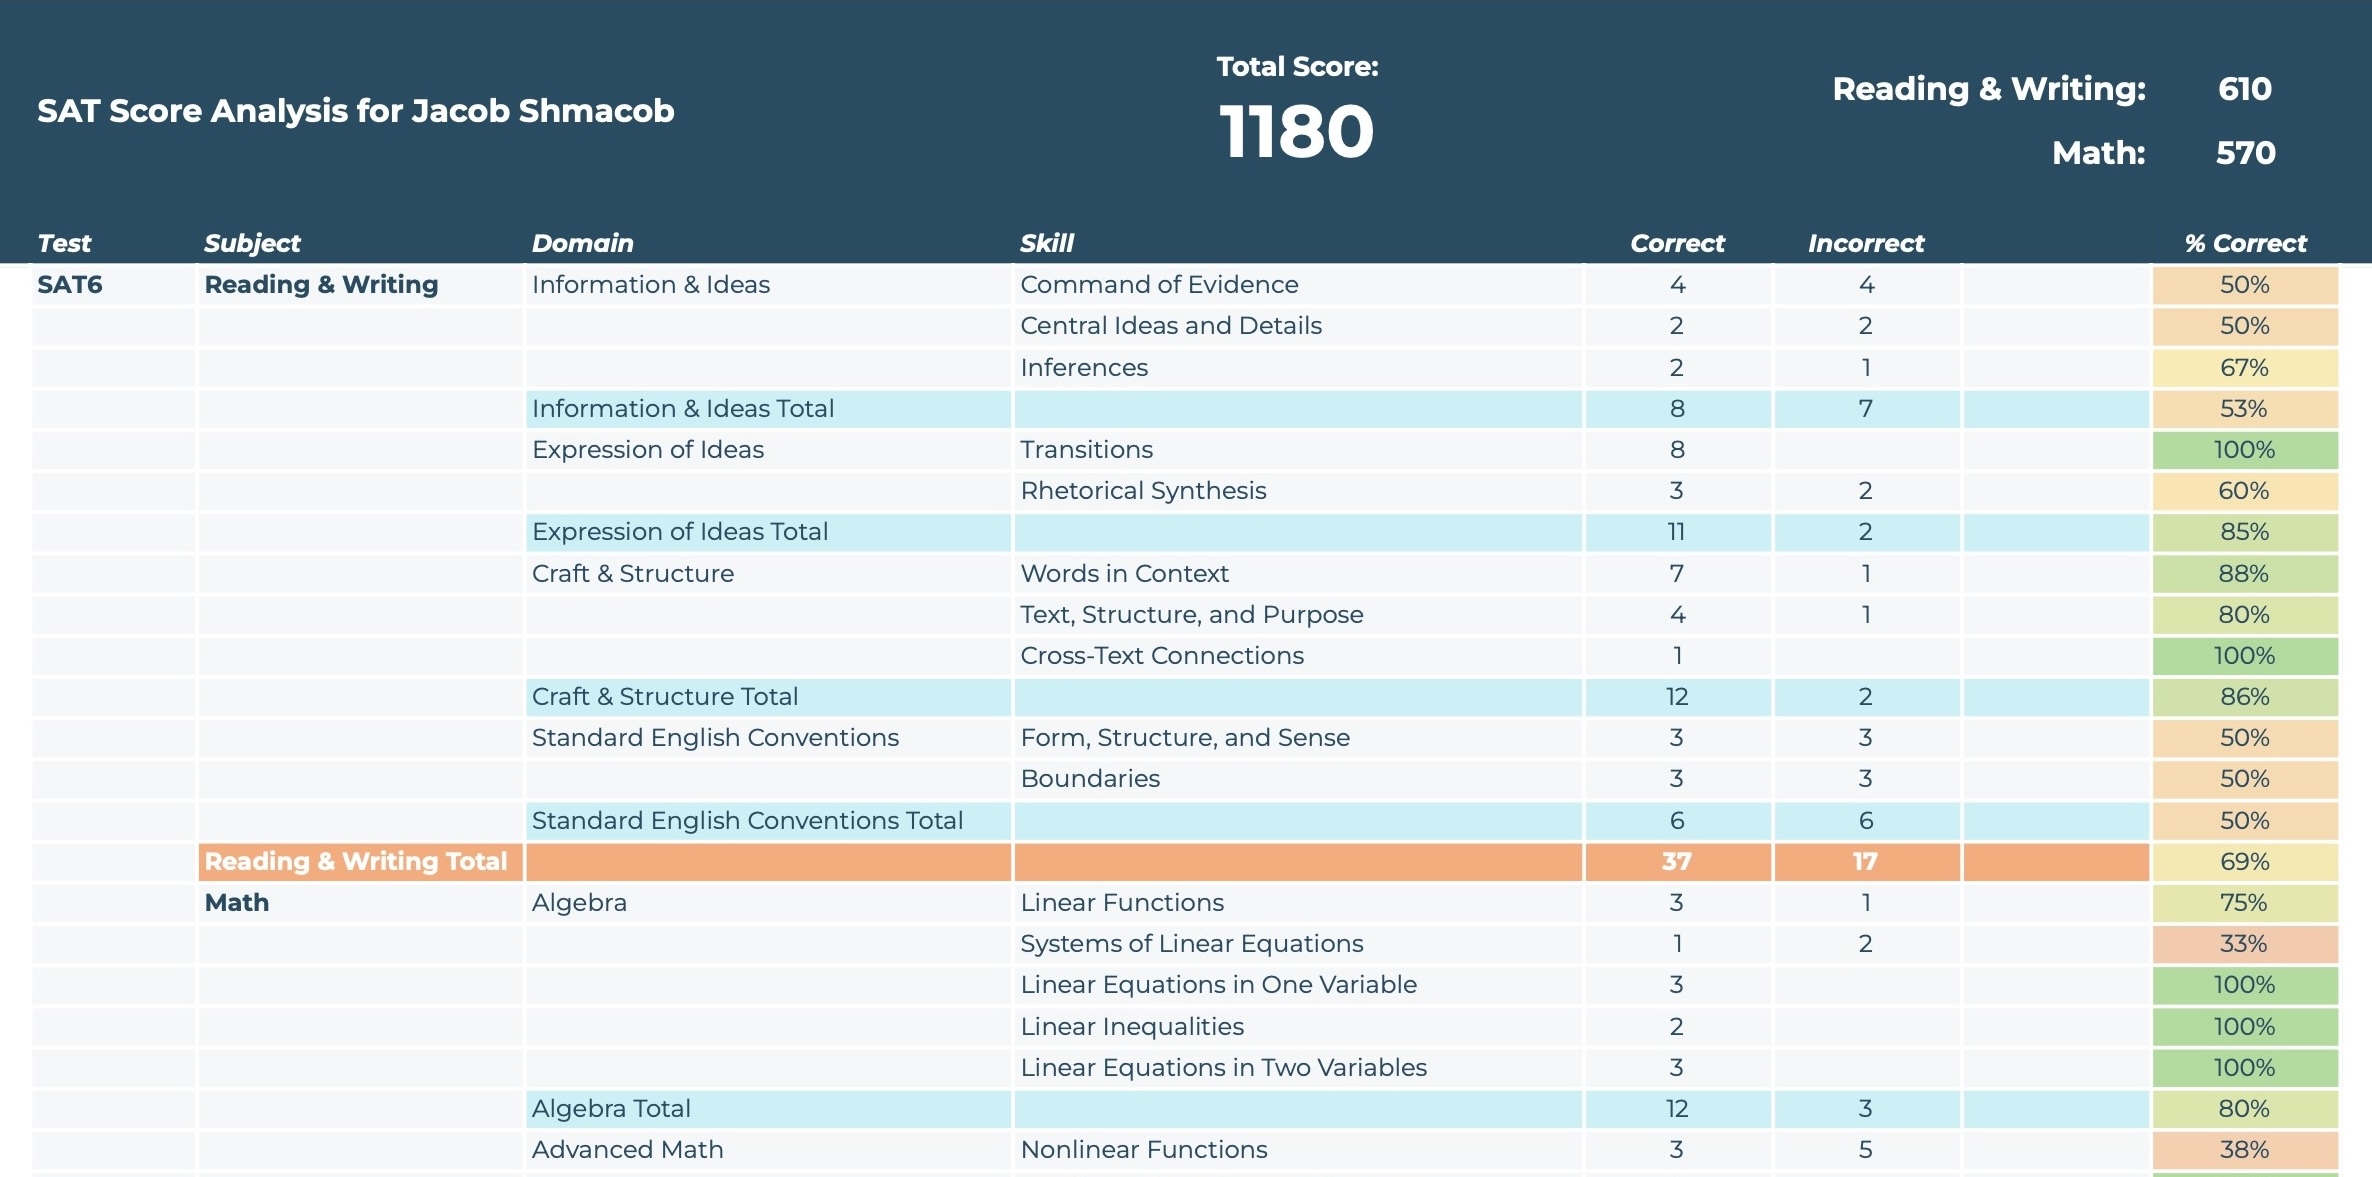 Total Score:
SAT Score Analysis for Jacob Shmacob
1180
Reading & Writing: 610
Math: 570
Test Subject Domain Skill Correct Incorrect % Correct
SAT6 Reading & Writing Information & Ideas Command of Evidence 4 4 50%
Central Ideas and Details 2 2 50%
Inferences 2 1 67%
Information & Ideas Total 8 7 53%
Expression of Ideas Transitions 8 100%
Rhetorical Synthesis 3 2 60%
Expression of Ideas Total 11 2 85%
Craft & Structure Words in Context 7 1 88%
Text, Structure, and Purpose 4 1 80%
Cross-Text Connections 1 100%
Craft & Structure Total 12 2 86%
Standard English Conventions Form, Structure, and Sense 3 3 50%
Boundaries 3 3 50%
Standard English Conventions Total 6 6 50%
Reading & Writing Total 37 17 69%
Math Algebra Linear Functions 3 1 75%
Systems of Linear Equations 1 2 33%
Linear Equations in One Variable 3 100%
Linear Inequalities 2 100%
Linear Equations in Two Variables 3 100%
Algebra Total 12 3 80%
Advanced Math Nonlinear Functions 3 5 38%